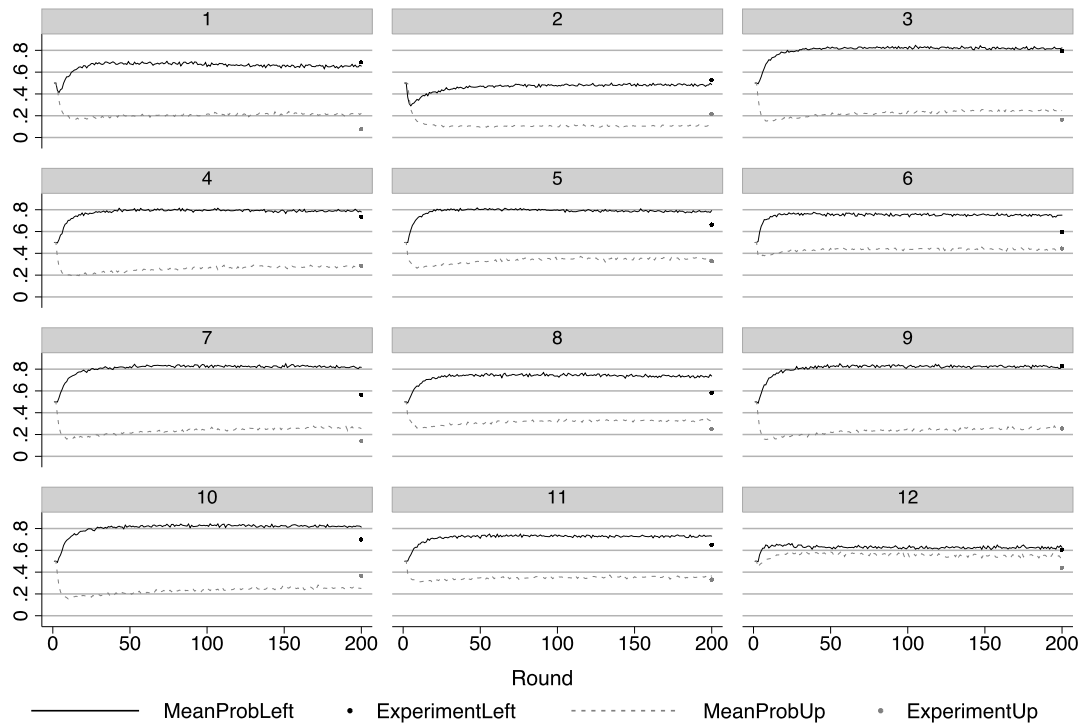 1 2 3
0 .2 .4 .6 .8
4 5 6
0 .2 .4 .6 .8
7 8 9
0 .2 .4 .6 .8
10 11 12
0 .2 .4 .6 .8
0 50 100 150 200 0 50 100 150 200 0 50 100 150 200
Round
MeanProbLeft ExperimentLeft MeanProbUp ExperimentUp